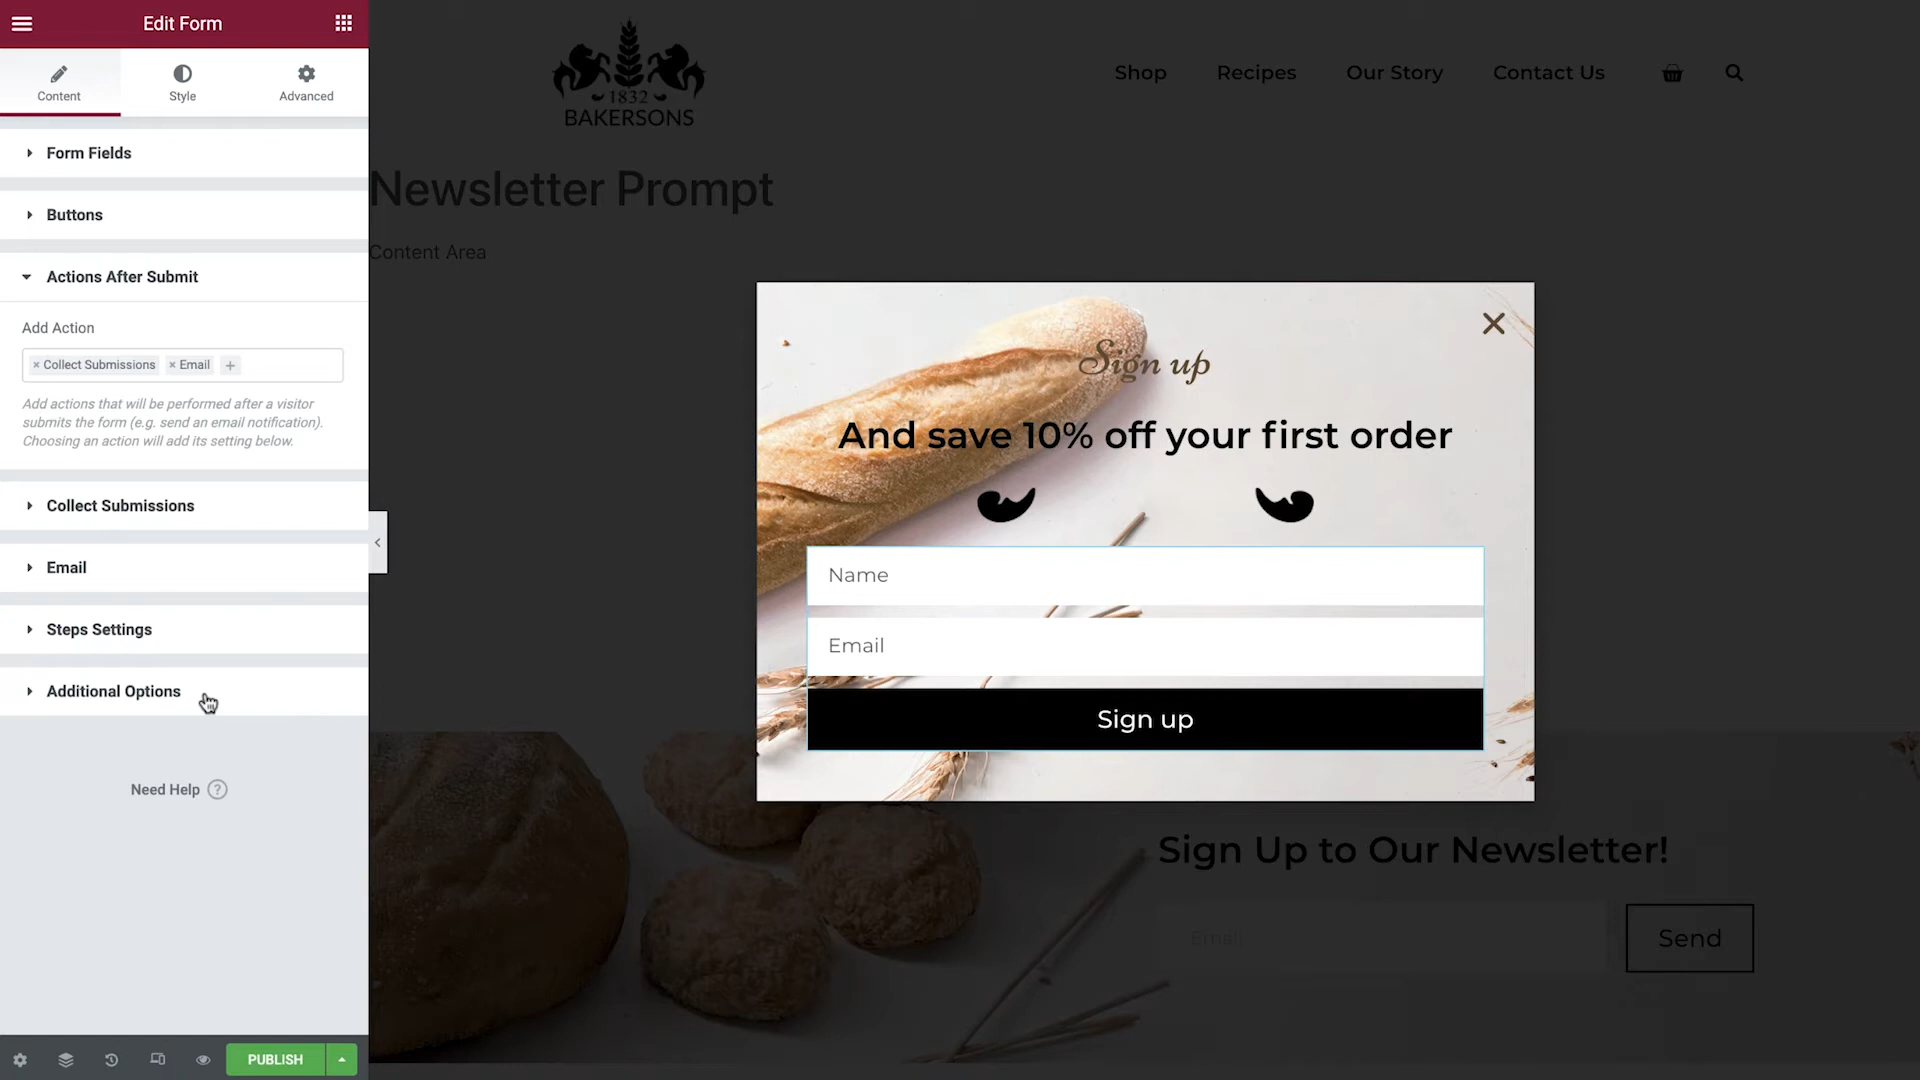 Edit Form
Content
Style
Advanced
Form Fields
Buttons
Actions After Submit
Add Action
× Collect Submissions × Email +
Add actions that will be performed after a visitor
submits the form (e.g. send an email notification).
Choosing an action will add its setting below.
Collect Submissions
Email
Steps Settings
Additional Options
Need Help ?
PUBLISH
1832
BAKERSONS
Shop
Recipes
Our Story
Contact Us
Newsletter Prompt
Content Area
Sign up
And save 10% off your first order
Name
Email
Sign up
Sign Up to Our Newsletter!
Email
Send